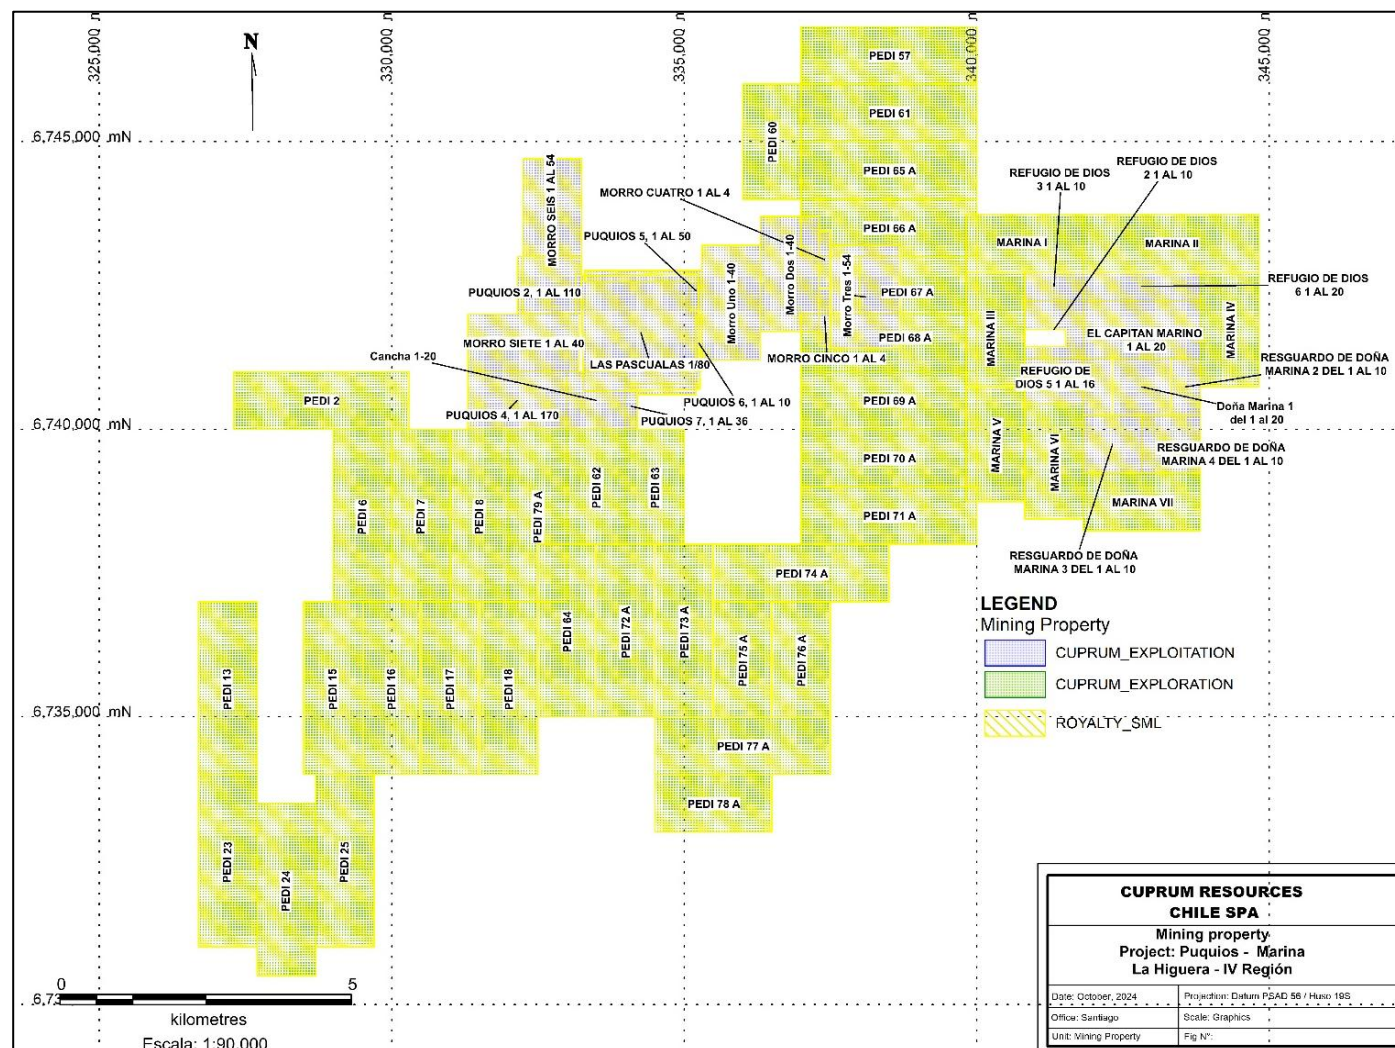 N
325,000
330,000
335,000
340,000
345,000
6,745,000 mN
6,740,000 mN
6,735,000 mN
6,73
PEDI 57
PEDI 60
PEDI 61
PEDI 65 A
PEDI 66 A
PEDI 67 A
PEDI 68 A
PEDI 69 A
PEDI 70 A
PEDI 71 A
REFUGIO DE DIOS
2 1 AL 10
REFUGIO DE DIOS
3 1 AL 10
REFUGIO DE DIOS
6 1 AL 20
MARINA I
MARINA II
MARINA III
MARINA IV
EL CAPITAN MARINO
1 AL 20
REFUGIO DE
DIOS 5 1 AL 16
RESGUARDO DE DOÑA
MARINA 2 DEL 1 AL 10
Doña Marina 1
del 1 al 20
RESGUARDO DE DOÑA
MARINA 4 DEL 1 AL 10
MARINA V
MARINA VI
MARINA VII
RESGUARDO DE DOÑA
MARINA 3 DEL 1 AL 10
MORRO SEIS 1 AL 54
MORRO CUATRO 1 AL 4
PUQUIOS 5, 1 AL 50
PUQUIOS 2, 1 AL 110
Morro Uno 1-40
Morro Dos 1-40
Morro Tres 1-54
MORRO SIETE 1 AL 40
Cancha 1-20
LAS PASCUALAS 1/80
MORRO CINCO 1 AL 4
PUQUIOS 6, 1 AL 10
PUQUIOS 4, 1 AL 170
PUQUIOS 7, 1 AL 36
PEDI 2
PEDI 6
PEDI 7
PEDI 8
PEDI 79 A
PEDI 62
PEDI 63
PEDI 74 A
PEDI 13
PEDI 15
PEDI 16
PEDI 17
PEDI 18
PEDI 64
PEDI 72 A
PEDI 73 A
PEDI 75 A
PEDI 76 A
PEDI 77 A
PEDI 78 A
PEDI 23
PEDI 24
PEDI 25
LEGEND
Mining Property
CUPRUM_EXPLOITATION
CUPRUM_EXPLORATION
ROYALTY_SML
0 5
kilometres
Escala: 1:90,000
CUPRUM RESOURCES
CHILE SPA
Mining property
Project: Puquios - Marina
La Higuera - IV Región
Date: October, 2024
Projection: Datum PSAD 56 / Huso 19S
Office: Santiago
Scale: Graphics
Unit: Mining Property
Fig N°: